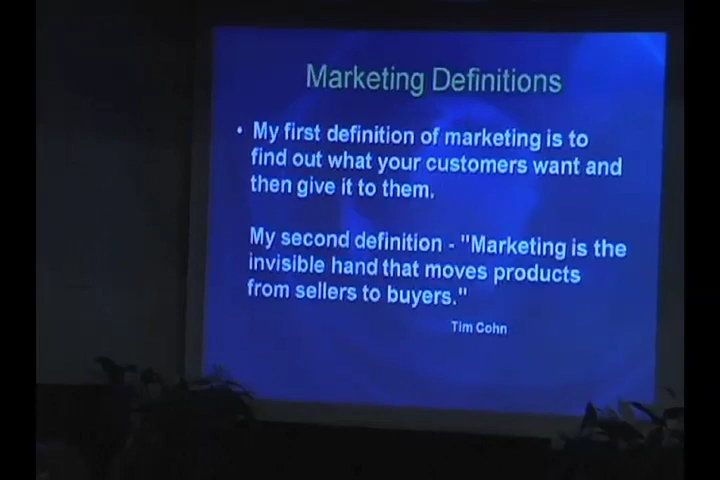 Marketing Definitions
• My first definition of marketing is to
find out what your customers want and
then give it to them.
My second definition - "Marketing is the
invisible hand that moves products
from sellers to buyers."
Tim Cohn